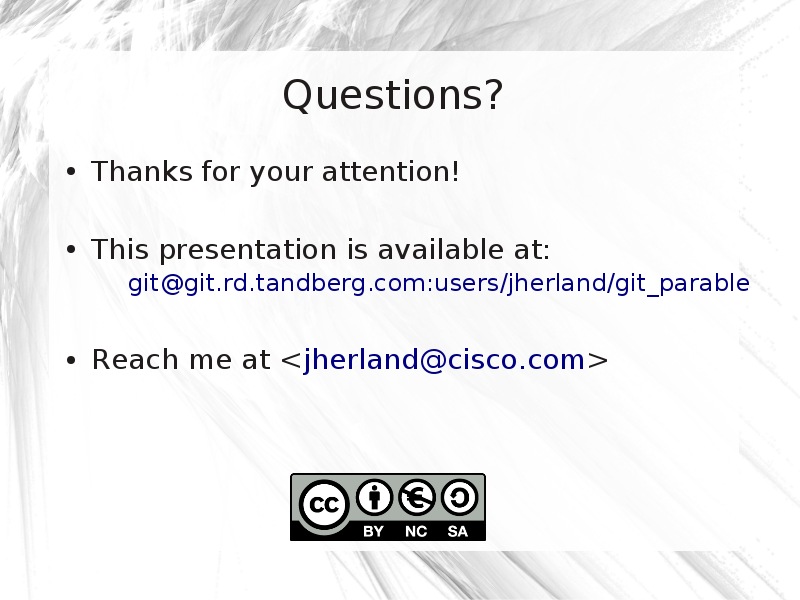 Questions?
• Thanks for your attention!
• This presentation is available at:
git@git.rd.tandberg.com:users/jherland/git_parable
• Reach me at <jherland@cisco.com>
cc
BY NC SA